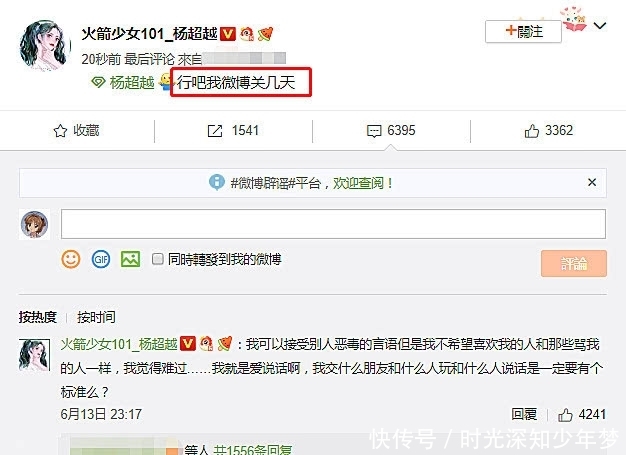 火箭少女101_杨超越
+關注
20秒前 最后评论 來自
杨超越 行吧我微博关几天
收藏
1541
6395
3362
#微博辟谣#平台，欢迎查阅！
×
GIF
同時轉發到我的微博
評論
按热度 | 按时间
火箭少女101_杨超越：我可以接受别人恶毒的言语但是我不希望喜欢我的人和那些骂我
的人一样，我觉得难过……我就是爱说话啊，我交什么朋友和什么人玩和什么人说话是一定要有个
标准么？
6月13日 23:17
回覆
4241
等人 共1556条回复
快传号／时光深知少年梦